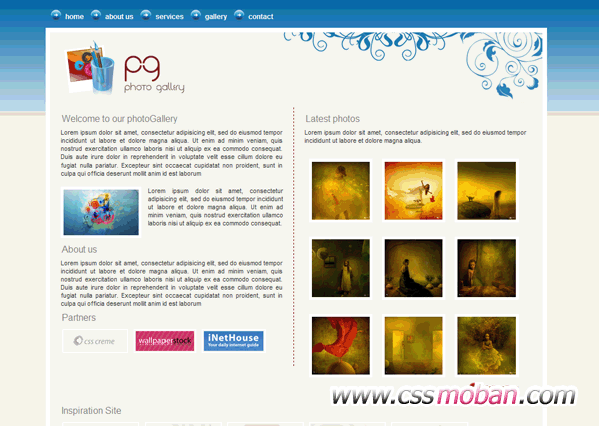 home about us services gallery contact
pg
photo gallery
Welcome to our photoGallery
Lorem ipsum dolor sit amet, consectetur adipisicing elit, sed do eiusmod tempor
incididunt ut labore et dolore magna aliqua. Ut enim ad minim veniam, quis
nostrud exercitation ullamco laboris nisi ut aliquip ex ea commodo consequat.
Duis aute irure dolor in reprehenderit in voluptate velit esse cillum dolore eu
fugiat nulla pariatur. Excepteur sint occaecat cupidatat non proident, sunt in
culpa qui officia deserunt mollit anim id est laborum
Lorem ipsum dolor sit amet, consectetur
adipisicing elit, sed do eiusmod tempor
incididunt ut labore et dolore magna
aliqua. Ut enim ad minim veniam, quis
nostrud exercitation ullamco laboris nisi
ut aliquip ex ea commodo consequat.
About us
Lorem ipsum dolor sit amet, consectetur adipisicing elit, sed do eiusmod tempor
incididunt ut labore et dolore magna aliqua. Ut enim ad minim veniam, quis
nostrud exercitation ullamco laboris nisi ut aliquip ex ea commodo consequat.
Duis aute irure dolor in reprehenderit in voluptate velit esse cillum dolore eu
fugiat nulla pariatur. Excepteur sint occaecat cupidatat non proident, sunt in
culpa qui officia deserunt mollit anim id est laborum
Partners
css creme
wallpaperstock
iNetHouse
Your daily internet guide
Inspiration Site
Latest photos
Lorem ipsum dolor sit amet, consectetur adipisicing elit, sed do eiusmod tempor
incididunt ut labore et dolore magna aliqua.
www.cssmoban.com